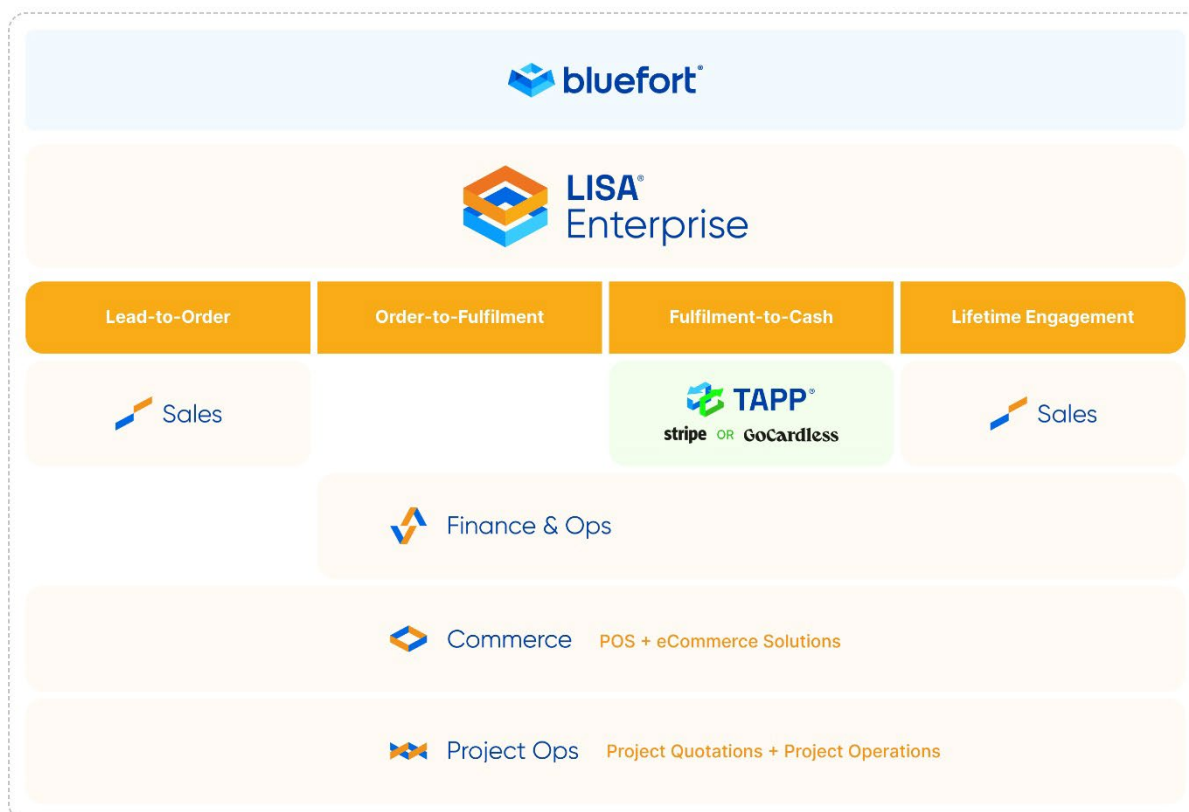 bluefort®
LISA®
Enterprise
Lead-to-Order
Order-to-Fulfilment
Fulfilment-to-Cash
Lifetime Engagement
Sales
TAPP®
stripe OR GoCardless
Sales
Finance & Ops
Commerce POS + eCommerce Solutions
Project Ops Project Quotations + Project Operations